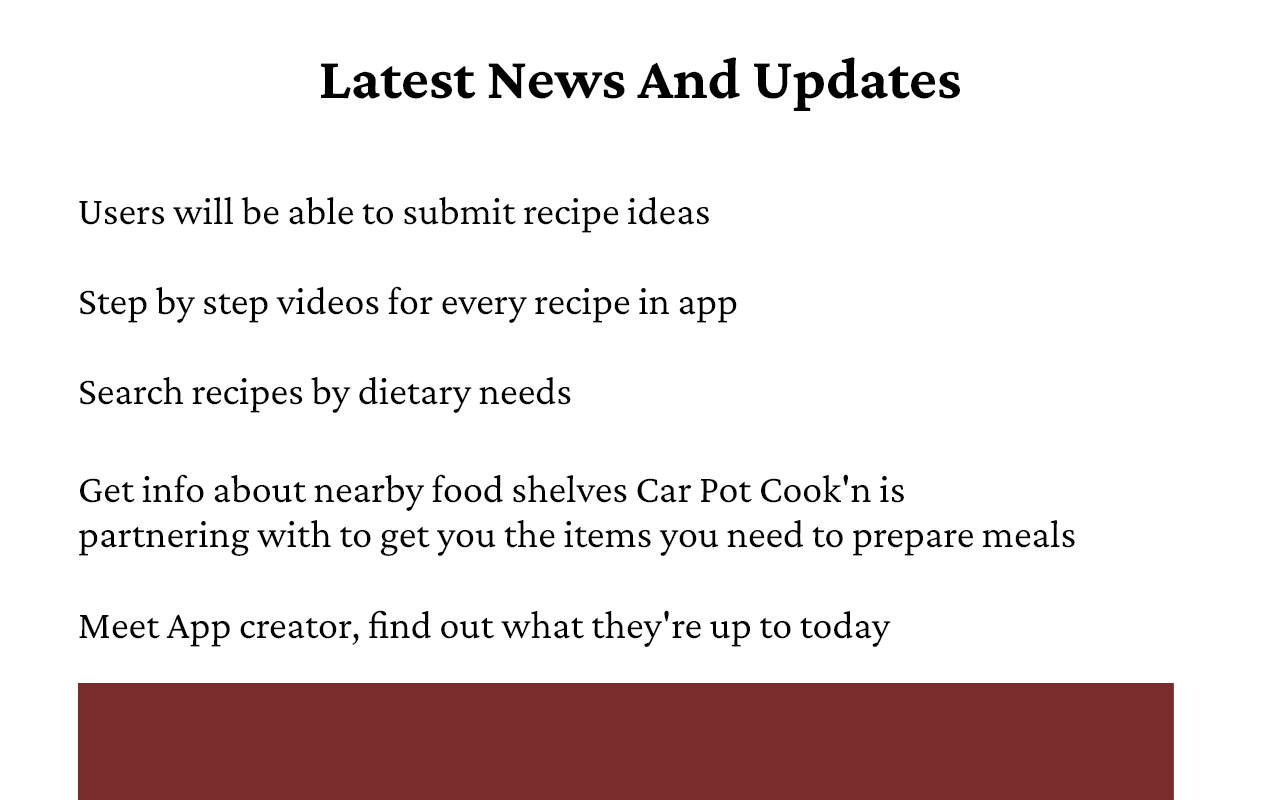 Latest News And Updates
Users will be able to submit recipe ideas
Step by step videos for every recipe in app
Search recipes by dietary needs
Get info about nearby food shelves Car Pot Cook'n is
partnering with to get you the items you need to prepare meals
Meet App creator, find out what they're up to today